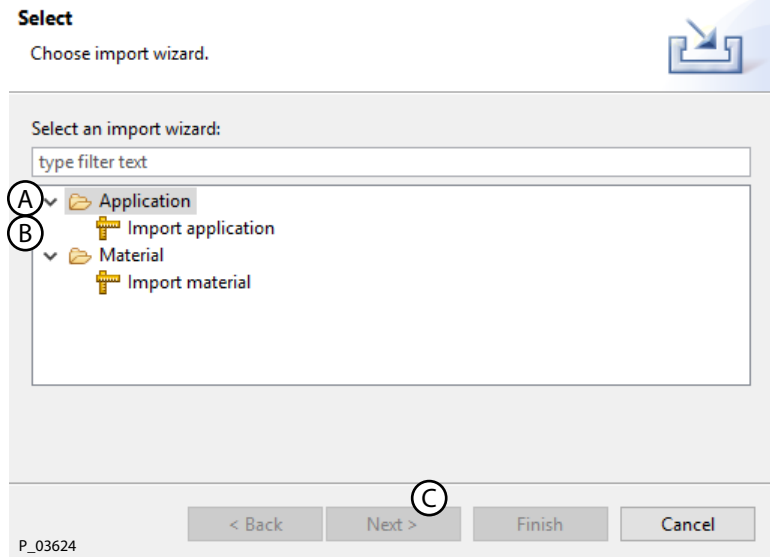 Select
Choose import wizard.
Select an import wizard:
type filter text
A Application
B Import application
Material
Import material
C
< Back Next > Finish Cancel
P_03624